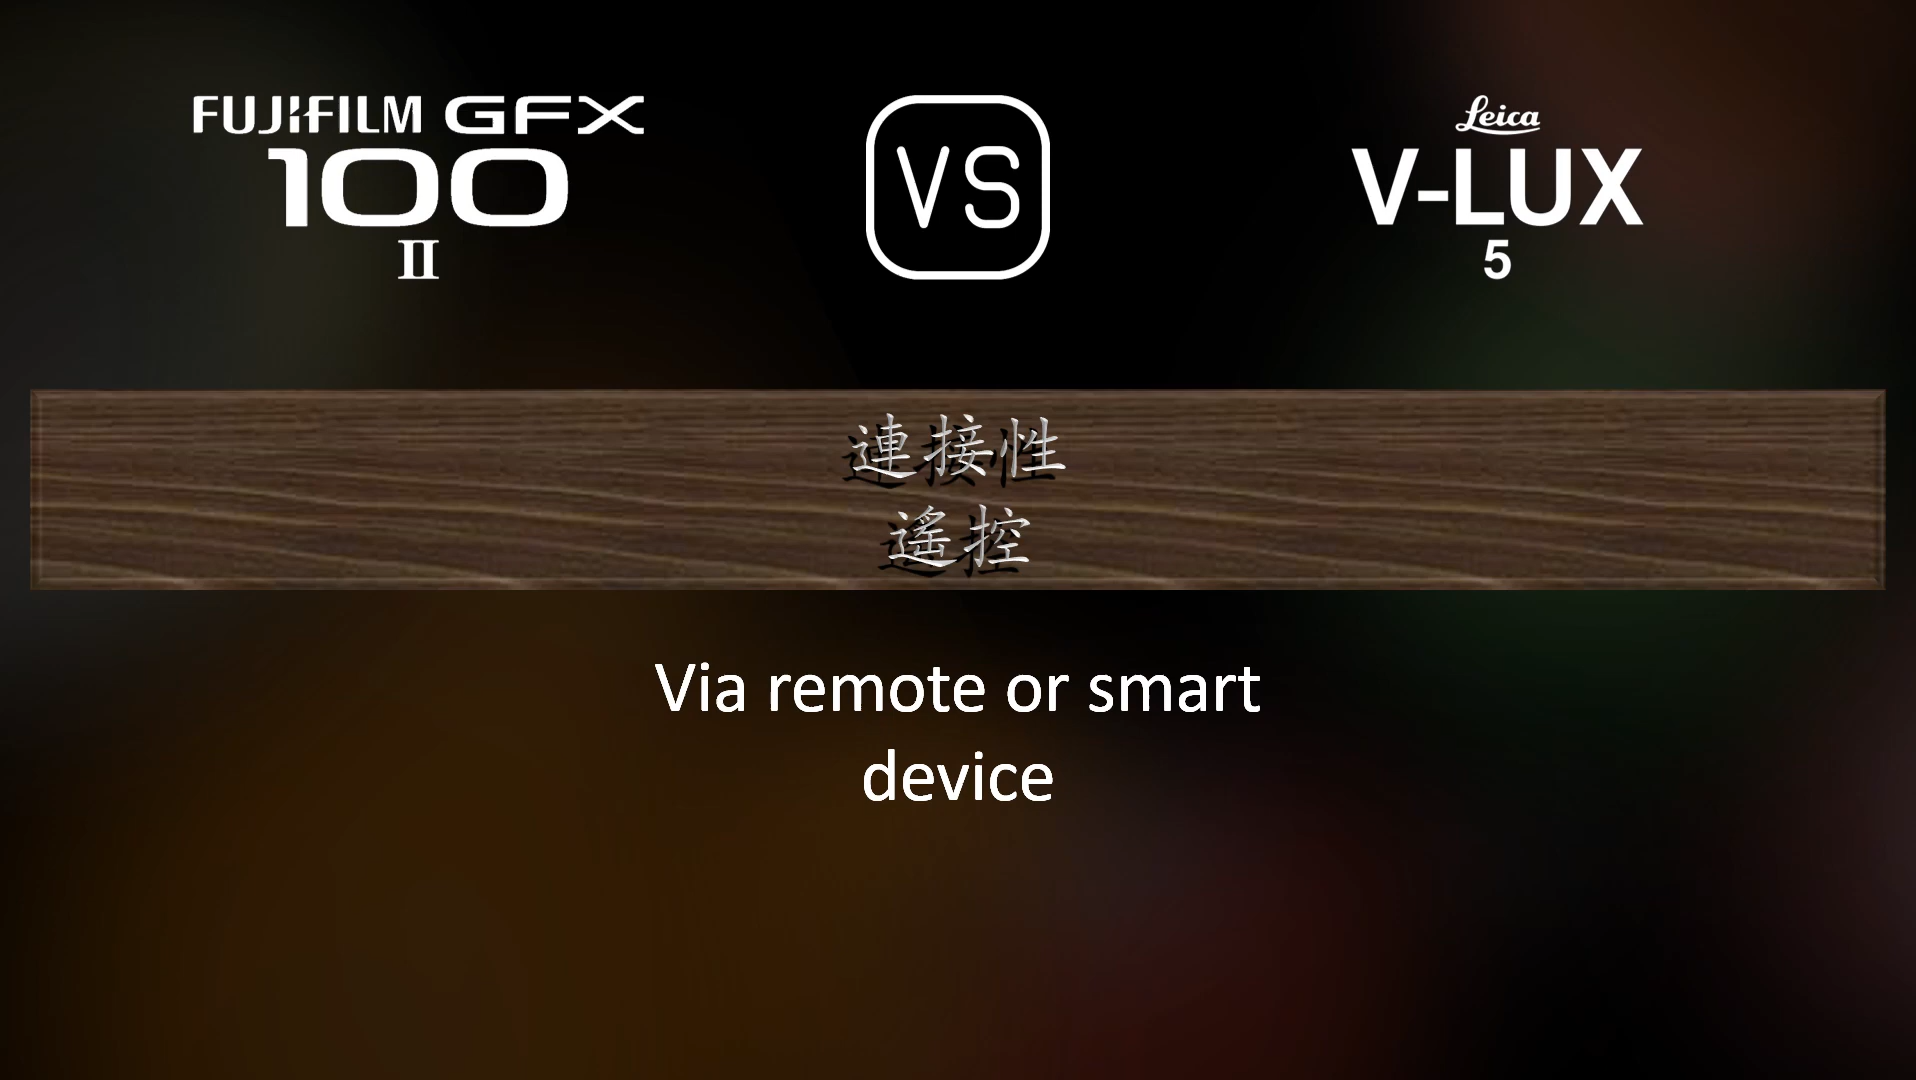 FUJIFILM GFX
100
II
VS
Leica
V-LUX
5
連接性
遙控
Via remote or smart
device